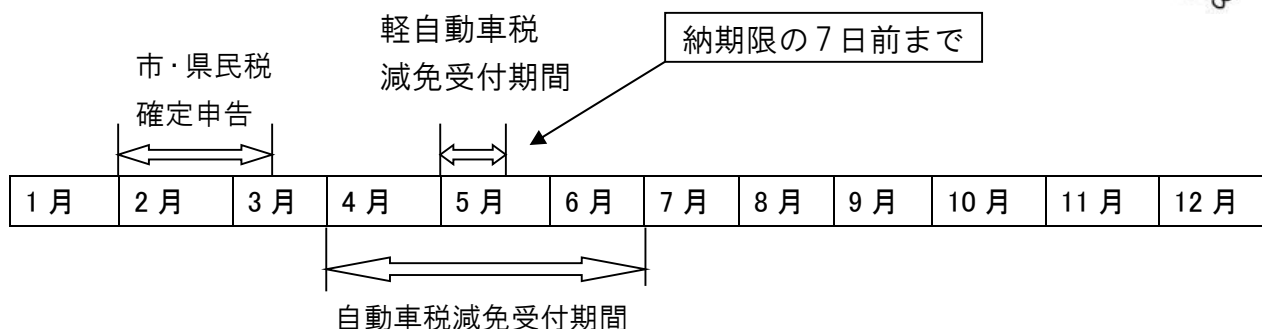 軽自動車税
減免受付期間
納期限の7日前まで
市・県民税
確定申告
1月 2月 3月 4月 5月 6月 7月 8月 9月 10月 11月 12月
自動車税減免受付期間